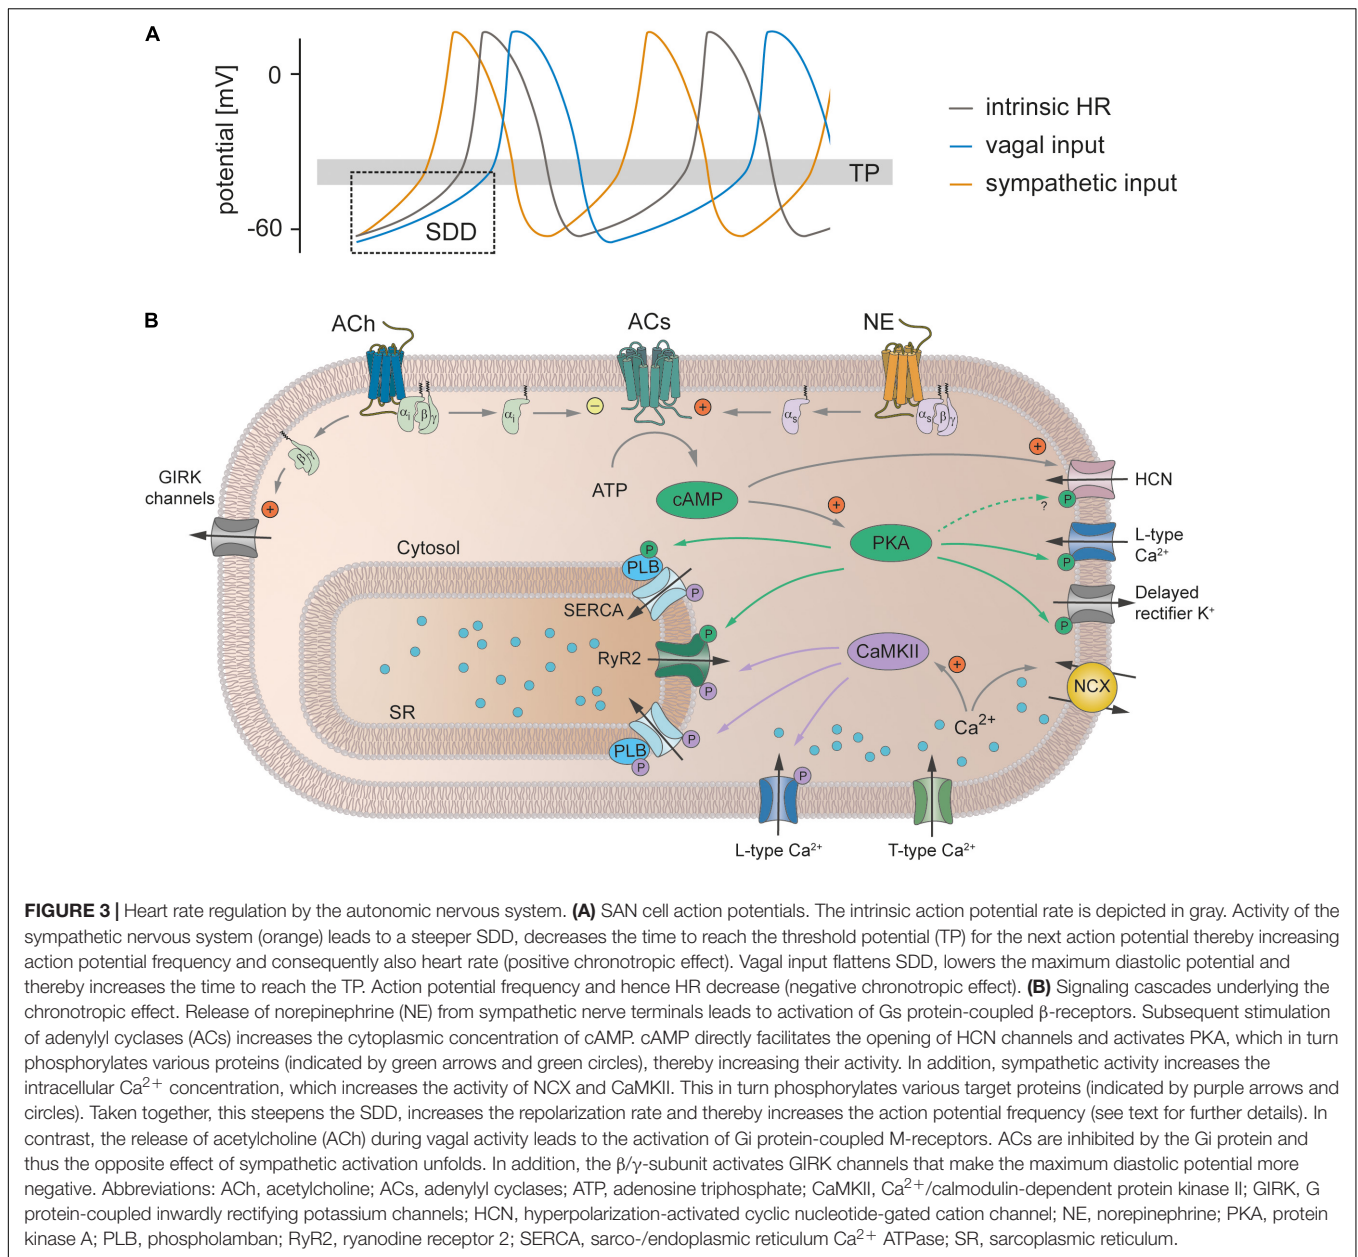 A
potential [mV]
0
-60
TP
SDD
intrinsic HR
vagal input
sympathetic input
B
ACh
ACs
NE
αi β γ
αi
−
+
αs
αs β γ
β γ
+
GIRK
channels
ATP
cAMP
+
+
HCN
P
?
PKA
L-type
Ca²⁺
P
Delayed
rectifier K⁺
P
Cytosol
P
PLB
SERCA
P
P
RyR2
P
CaMKII
+
NCX
Ca²⁺
SR
PLB
P
P
P
L-type Ca²⁺
T-type Ca²⁺
FIGURE 3 | Heart rate regulation by the autonomic nervous system. (A) SAN cell action potentials. The intrinsic action potential rate is depicted in gray. Activity of the
sympathetic nervous system (orange) leads to a steeper SDD, decreases the time to reach the threshold potential (TP) for the next action potential thereby increasing
action potential frequency and consequently also heart rate (positive chronotropic effect). Vagal input flattens SDD, lowers the maximum diastolic potential and
thereby increases the time to reach the TP. Action potential frequency and hence HR decrease (negative chronotropic effect). (B) Signaling cascades underlying the
chronotropic effect. Release of norepinephrine (NE) from sympathetic nerve terminals leads to activation of Gs protein-coupled β-receptors. Subsequent stimulation
of adenylyl cyclases (ACs) increases the cytoplasmic concentration of cAMP. cAMP directly facilitates the opening of HCN channels and activates PKA, which in turn
phosphorylates various proteins (indicated by green arrows and green circles), thereby increasing their activity. In addition, sympathetic activity increases the
intracellular Ca²⁺ concentration, which increases the activity of NCX and CaMKII. This in turn phosphorylates various target proteins (indicated by purple arrows and
circles). Taken together, this steepens the SDD, increases the repolarization rate and thereby increases the action potential frequency (see text for further details). In
contrast, the release of acetylcholine (ACh) during vagal activity leads to the activation of Gi protein-coupled M-receptors. ACs are inhibited by the Gi protein and
thus the opposite effect of sympathetic activation unfolds. In addition, the β/γ-subunit activates GIRK channels that make the maximum diastolic potential more
negative. Abbreviations: ACh, acetylcholine; ACs, adenylyl cyclases; ATP, adenosine triphosphate; CaMKII, Ca²⁺/calmodulin-dependent protein kinase II; GIRK, G
protein-coupled inwardly rectifying potassium channels; HCN, hyperpolarization-activated cyclic nucleotide-gated cation channel; NE, norepinephrine; PKA, protein
kinase A; PLB, phospholamban; RyR2, ryanodine receptor 2; SERCA, sarco-/endoplasmic reticulum Ca²⁺ ATPase; SR, sarcoplasmic reticulum.